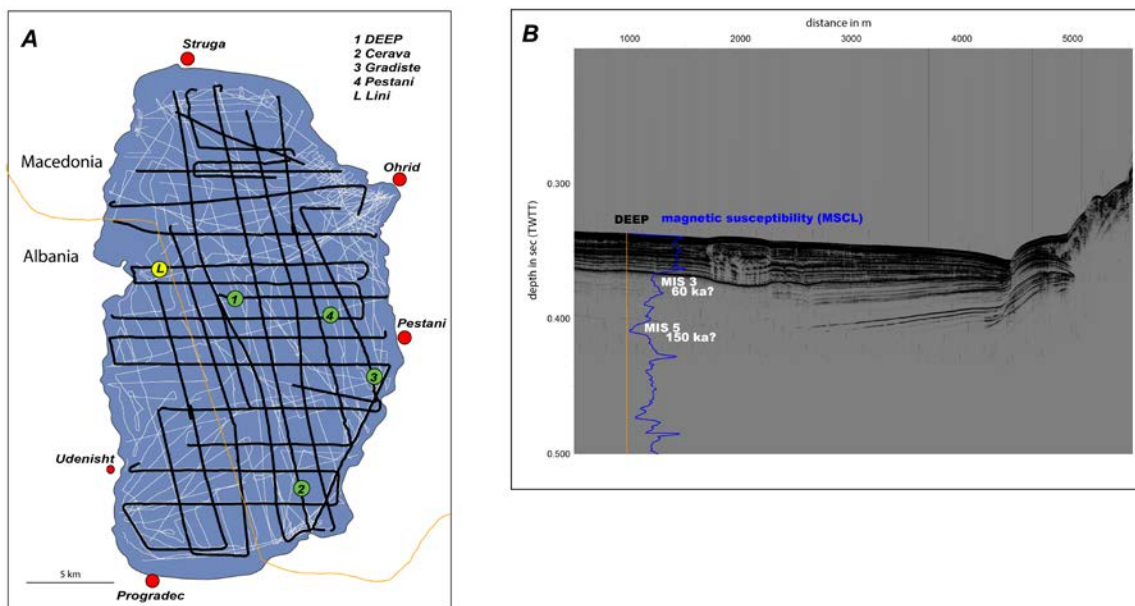 A
Struga
1 DEEP
2 Cerava
3 Gradiste
4 Pestani
L Lini
Macedonia
Ohrid
Albania
L
1
4
Pestani
3
Udenisht
2
5 km
Progradec
B
distance in m
1000 2000 3000 4000 5000
0.300
DEEP magnetic susceptibility (MSCL)
depth in sec (TWTT)
MIS 3
60 ka?
0.400
MIS 5
150 ka?
0.500